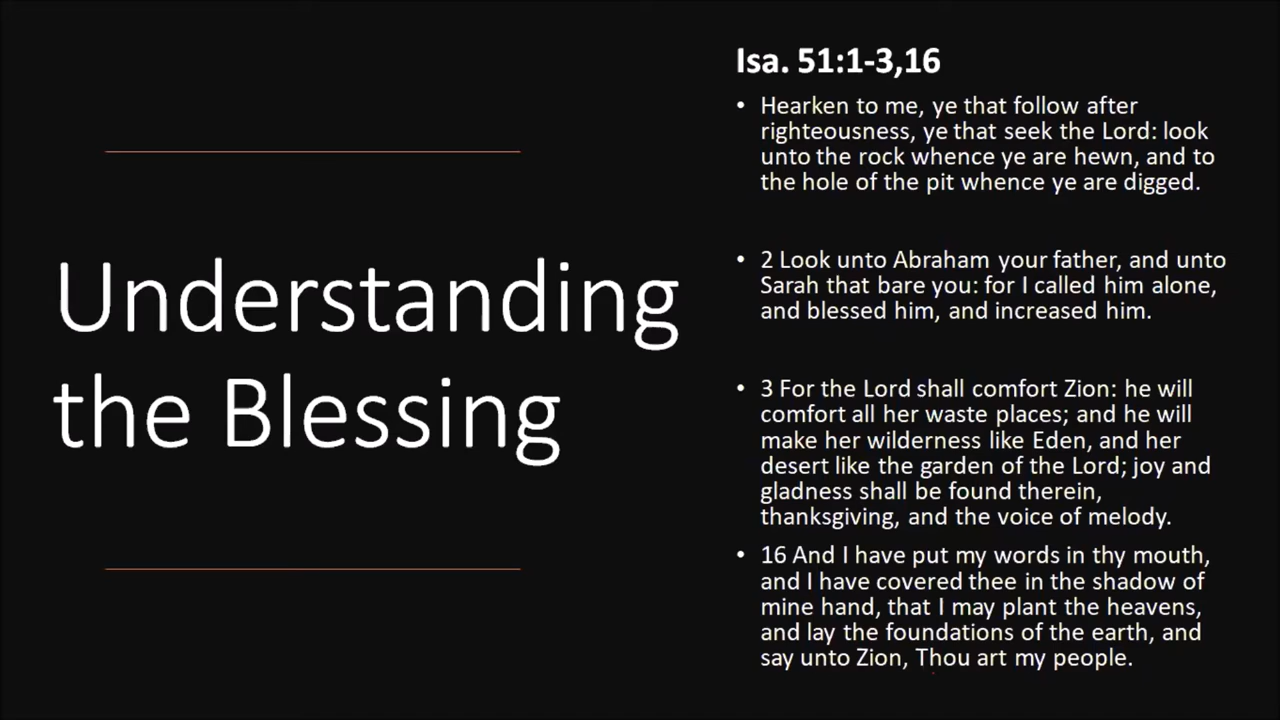 Understanding
the Blessing
Isa. 51:1-3,16
• Hearken to me, ye that follow after
righteousness, ye that seek the Lord: look
unto the rock whence ye are hewn, and to
the hole of the pit whence ye are digged.
• 2 Look unto Abraham your father, and unto
Sarah that bare you: for I called him alone,
and blessed him, and increased him.
• 3 For the Lord shall comfort Zion: he will
comfort all her waste places; and he will
make her wilderness like Eden, and her
desert like the garden of the Lord; joy and
gladness shall be found therein,
thanksgiving, and the voice of melody.
• 16 And I have put my words in thy mouth,
and I have covered thee in the shadow of
mine hand, that I may plant the heavens,
and lay the foundations of the earth, and
say unto Zion, Thou art my people.